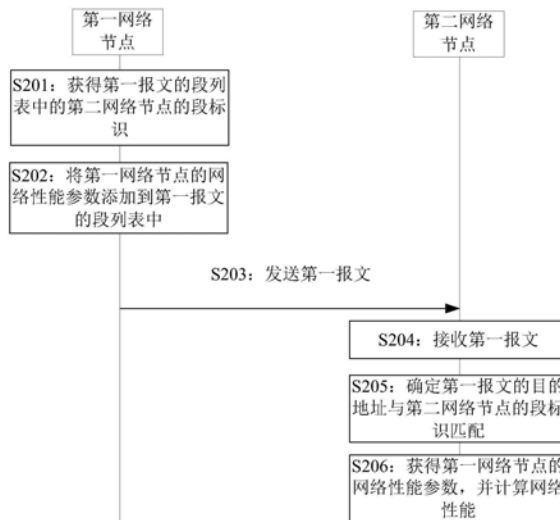 第一网络
节点
第二网络
节点
S201：获得第一报文的段列
表中的第二网络节点的段标
识
S202：将第一网络节点的网
络性能参数添加到第一报文
的段列表中
S203：发送第一报文
S204：接收第一报文
S205：确定第一报文的目的
地址与第二网络节点的段标
识匹配
S206：获得第一网络节点的
网络性能参数，并计算网络
性能